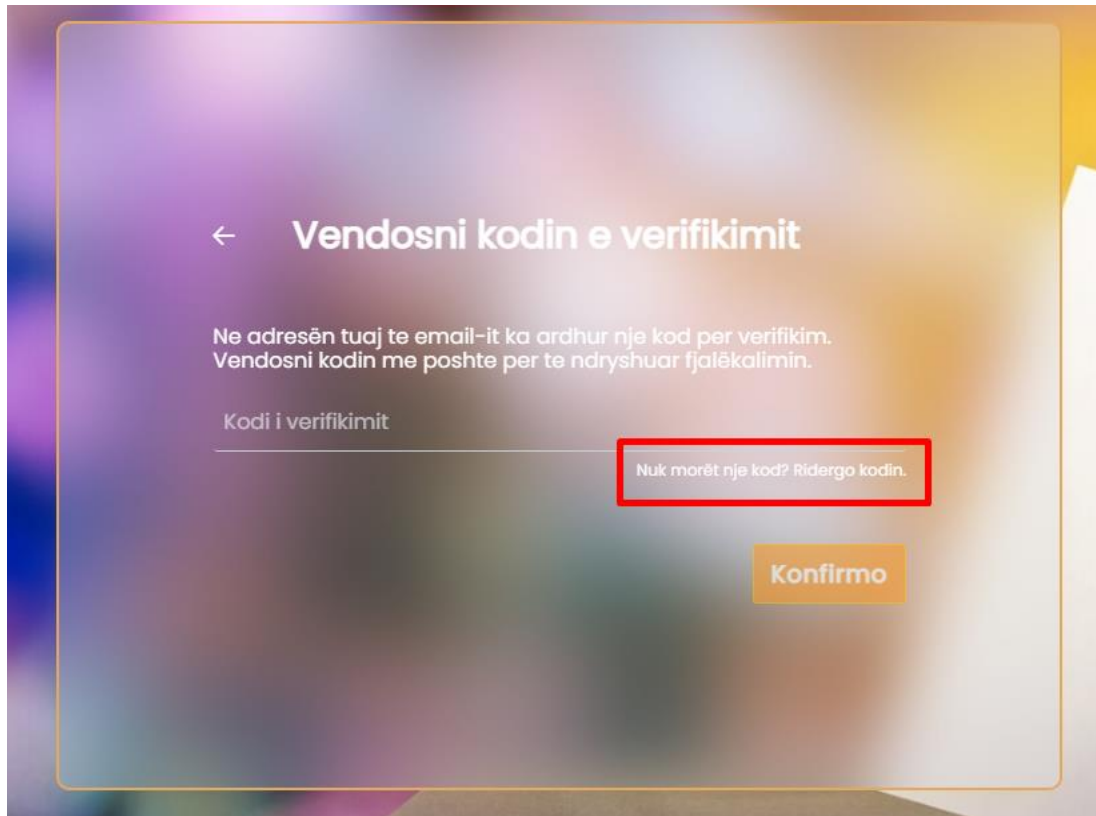 Vendosni kodin e verifikimit
Ne adresën tuaj te email-it ka ardhur nje kod per verifikim.
Vendosni kodin me poshte per te ndryshuar fjalëkalimin.
Kodi i verifikimit
Nuk morët nje kod? Ridergo kodin.
Konfirmo